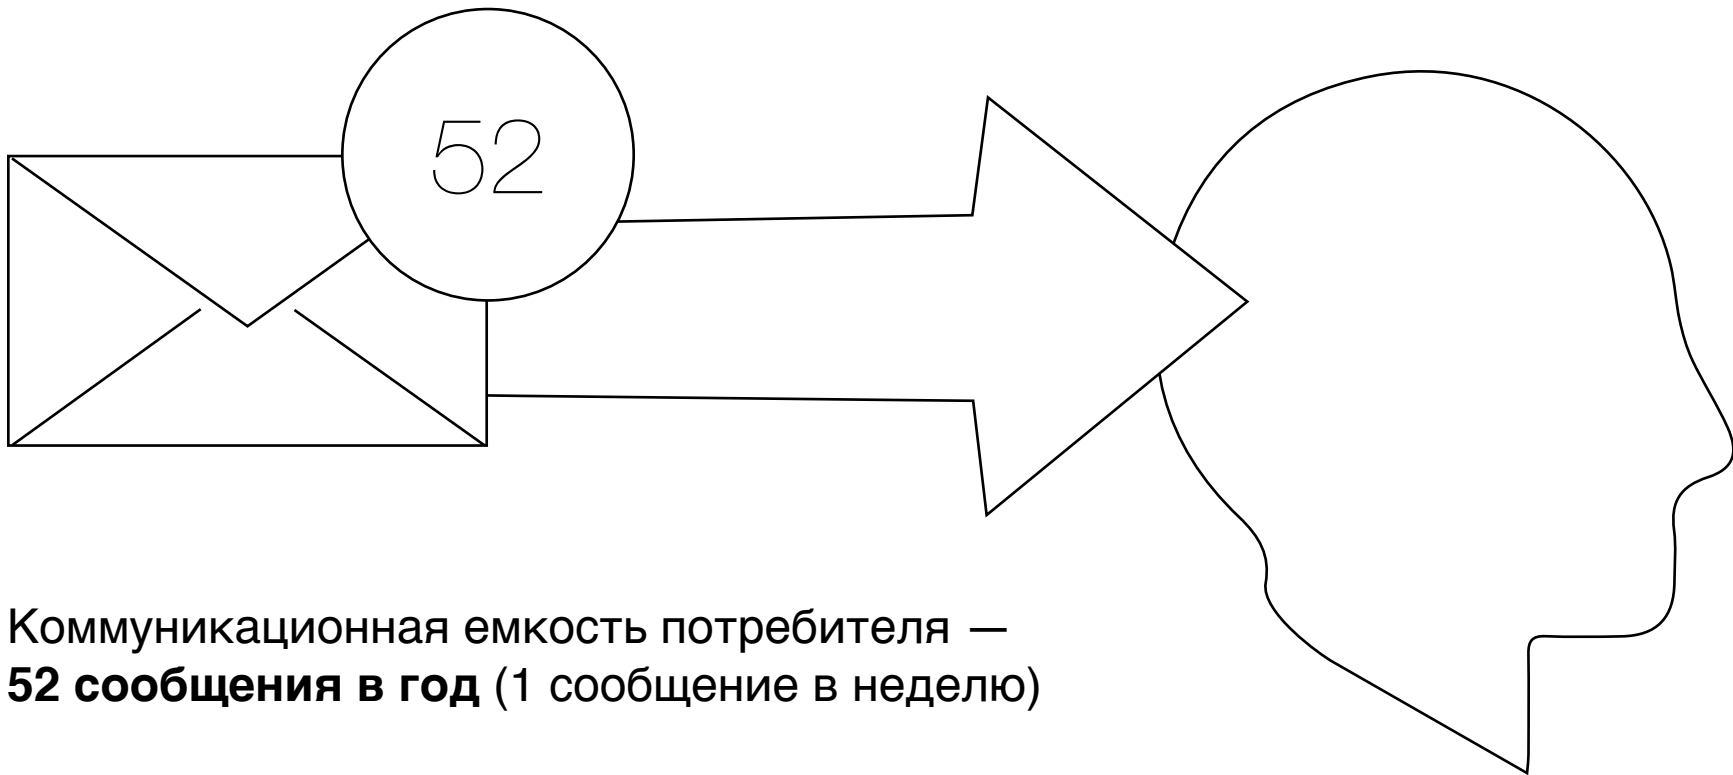 52
Коммуникационная емкость потребителя —
52 сообщения в год (1 сообщение в неделю)